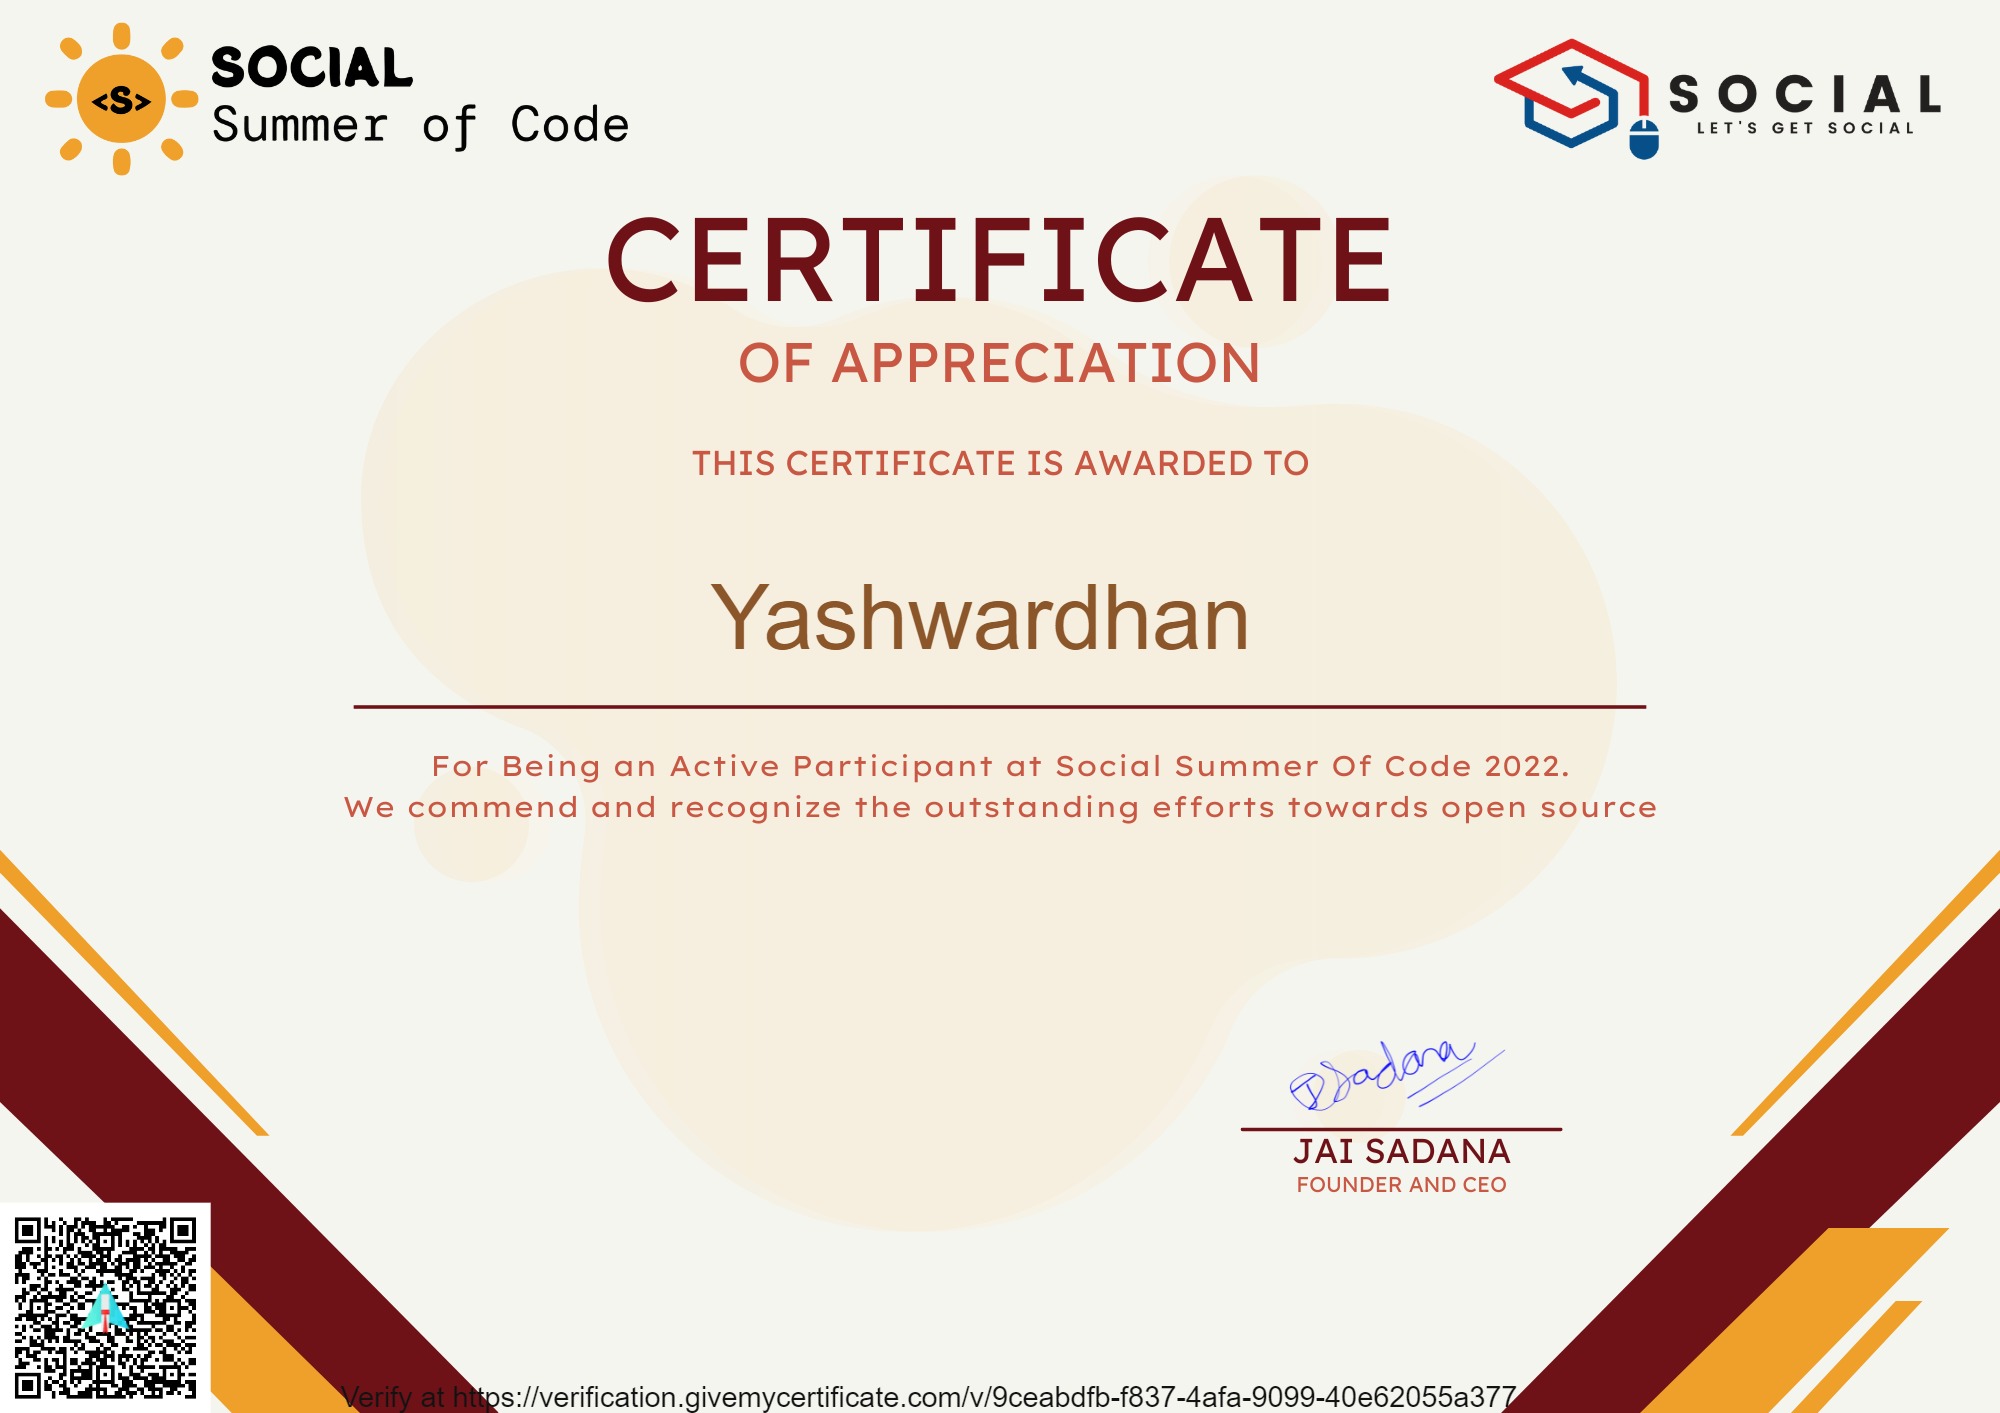 <S>
SOCIAL
Summer of Code
SOCIAL
LET'S GET SOCIAL
CERTIFICATE
OF APPRECIATION
THIS CERTIFICATE IS AWARDED TO
Yashwardhan
For Being an Active Participant at Social Summer Of Code 2022.
We commend and recognize the outstanding efforts towards open source
JSadana
JAI SADANA
FOUNDER AND CEO
Verify at https://verification.givemycertificate.com/v/9ceabdfb-f837-4afa-9099-40e62055a377